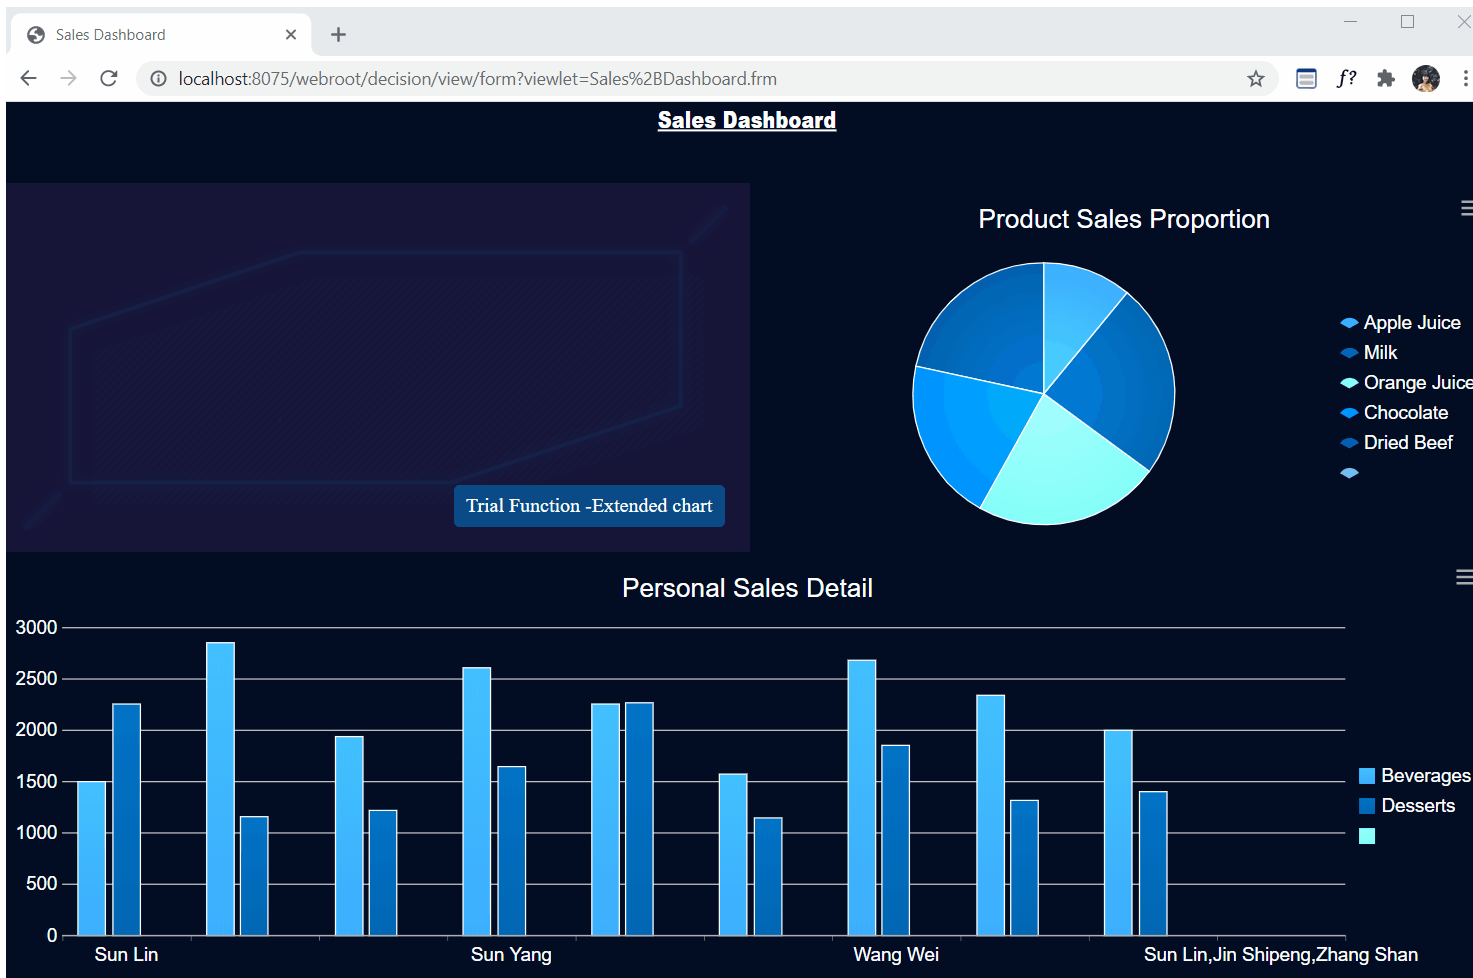 Sales Dashboard
localhost:8075/webroot/decision/view/form?viewlet=Sales%2BDashboard.frm
f?
Sales Dashboard
Trial Function -Extended chart
Product Sales Proportion
Apple Juice
Milk
Orange Juice
Chocolate
Dried Beef
Personal Sales Detail
3000
2500
2000
1500
1000
500
0
Sun Lin
Sun Yang
Wang Wei
Sun Lin,Jin Shipeng,Zhang Shan
Beverages
Desserts